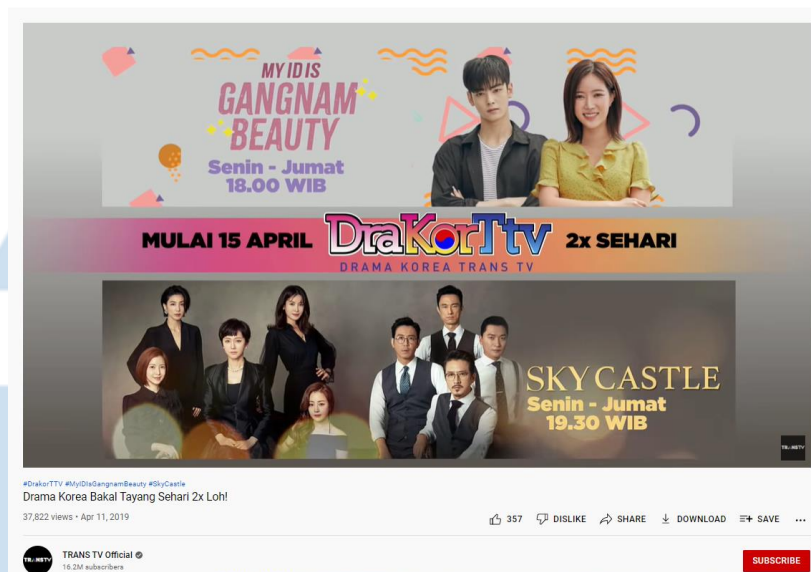 MY ID IS
GANGNAM
BEAUTY
Senin - Jumat
18.00 WIB
MULAI 15 APRIL DraKorTtv 2x SEHARI
DRAMA KOREA TRANS TV
SKY CASTLE
Senin - Jumat
19.30 WIB
TRANSTV
#DrakorTTV #MyIDIsGangnamBeauty #SkyCastle
Drama Korea Bakal Tayang Sehari 2x Loh!
37,822 views • Apr 11, 2019
357 DISLIKE SHARE DOWNLOAD SAVE ...
TRANSTV
TRANS TV Official
16.2M subscribers
SUBSCRIBE